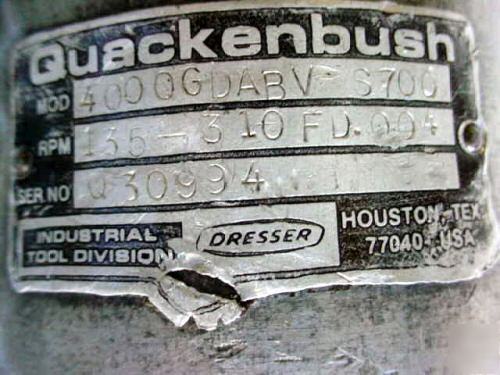 Quackenbush
MOD 4000GDABV-S700
RPM 135-310 FD.004
SER NO Q30994
INDUSTRIAL
TOOL DIVISION
DRESSER
HOUSTON, TEX.
77040 USA